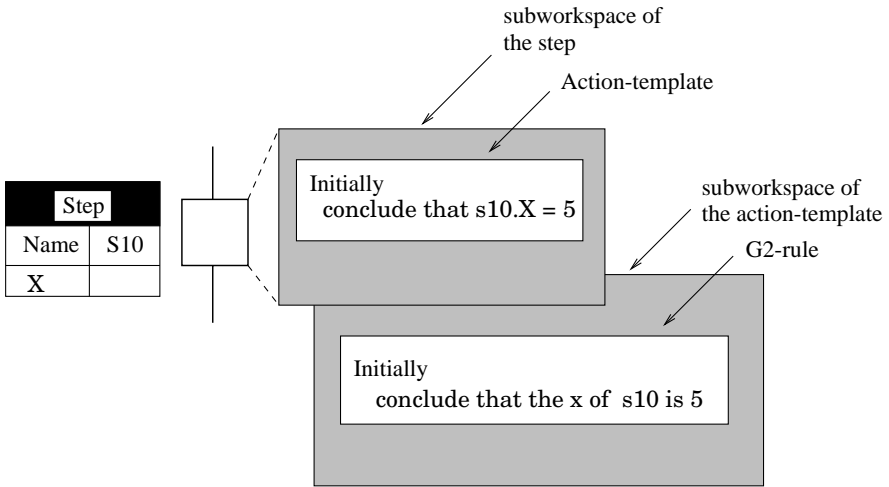 subworkspace of
the step
Action-template
Initially
conclude that s10.X = 5
Step
Name S10
X
subworkspace of
the action-template
G2-rule
Initially
conclude that the x of s10 is 5